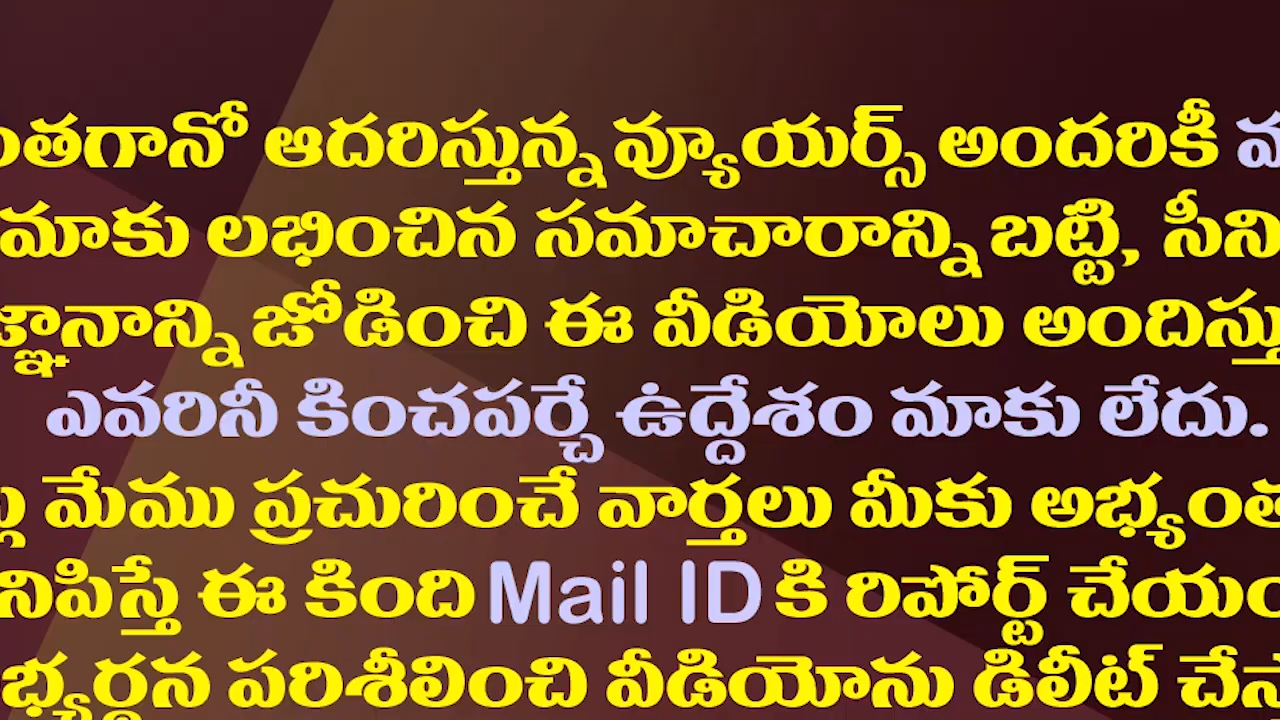 ఆదరిస్తున్న వ్యూయర్స్ అందరికీ
మాకు లభించిన సమాచారాన్ని బట్టి, సీని
జోడించి ఈ వీడియోలు
ఎవరినీ కించపర్చే ఉద్దేశం మాకు లేదు.
మేము ప్రచురించే వార్తలు మీకు
ఈ కింది Mail ID కి రిపోర్ట్
పరిశీలించి వీడియోను డిలీట్